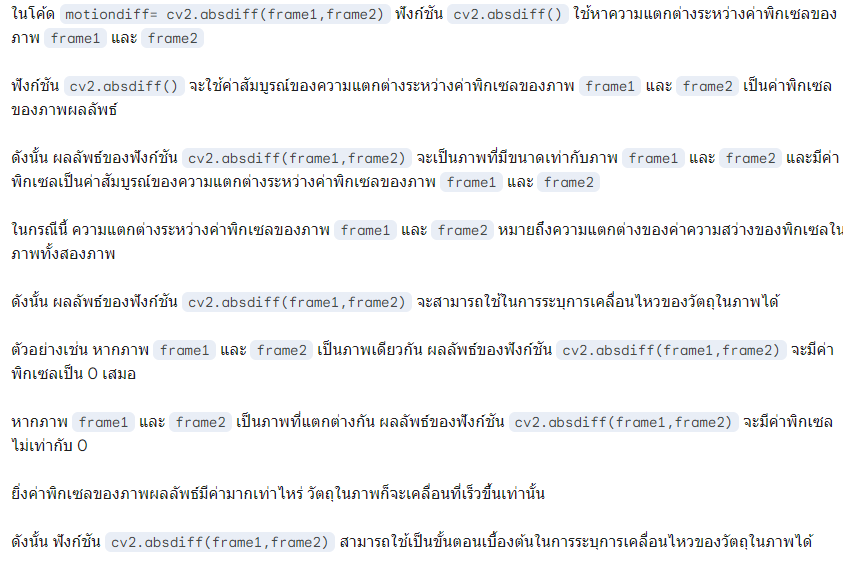 ในโค้ด motiondiff= cv2.absdiff(frame1,frame2) ฟังก์ชัน cv2.absdiff() ใช้หาความแตกต่างระหว่างค่าพิกเซลของ
ภาพ frame1 และ frame2
ฟังก์ชัน cv2.absdiff() จะใช้ค่าสัมบูรณ์ของความแตกต่างระหว่างค่าพิกเซลของภาพ frame1 และ frame2 เป็นค่าพิกเซล
ของภาพผลลัพธ์
ดังนั้น ผลลัพธ์ของฟังก์ชัน cv2.absdiff(frame1,frame2) จะเป็นภาพที่มีขนาดเท่ากับภาพ frame1 และ frame2 และมีค่า
พิกเซลเป็นค่าสัมบูรณ์ของความแตกต่างระหว่างค่าพิกเซลของภาพ frame1 และ frame2
ในกรณีนี้ ความแตกต่างระหว่างค่าพิกเซลของภาพ frame1 และ frame2 หมายถึงความแตกต่างของค่าความสว่างของพิกเซลใน
ภาพทั้งสองภาพ
ดังนั้น ผลลัพธ์ของฟังก์ชัน cv2.absdiff(frame1,frame2) จะสามารถใช้ในการระบุการเคลื่อนไหวของวัตถุในภาพได้
ตัวอย่างเช่น หากภาพ frame1 และ frame2 เป็นภาพเดียวกัน ผลลัพธ์ของฟังก์ชัน cv2.absdiff(frame1,frame2) จะมีค่า
พิกเซลเป็น 0 เสมอ
หากภาพ frame1 และ frame2 เป็นภาพที่แตกต่างกัน ผลลัพธ์ของฟังก์ชัน cv2.absdiff(frame1,frame2) จะมีค่าพิกเซล
ไม่เท่ากับ 0
ยิ่งค่าพิกเซลของภาพผลลัพธ์มีค่ามากเท่าไหร่ วัตถุในภาพก็จะเคลื่อนที่เร็วขึ้นเท่านั้น
ดังนั้น ฟังก์ชัน cv2.absdiff(frame1,frame2) สามารถใช้เป็นขั้นตอนเบื้องต้นในการระบุการเคลื่อนไหวของวัตถุในภาพได้